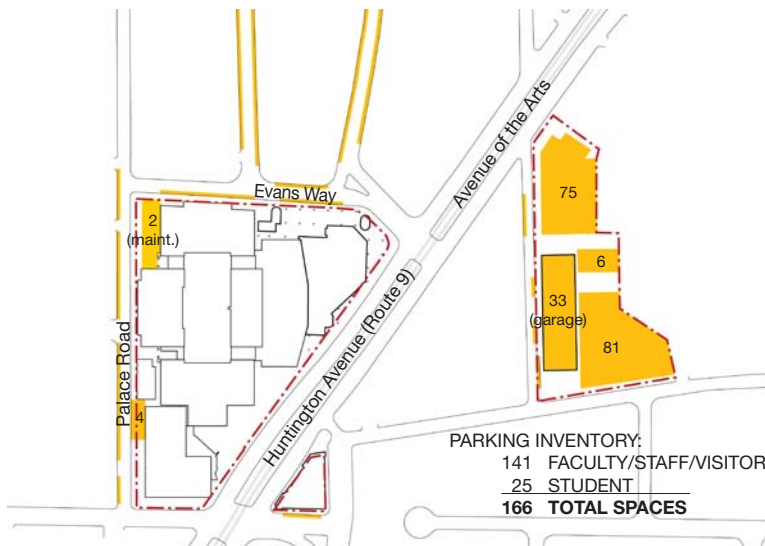 Avenue of the Arts
Evans Way
2
(maint.)
75
6
33
(garage)
81
Huntington Avenue (Route 9)
Palace Road
4
PARKING INVENTORY:
141 FACULTY/STAFF/VISITOR
25 STUDENT
166 TOTAL SPACES